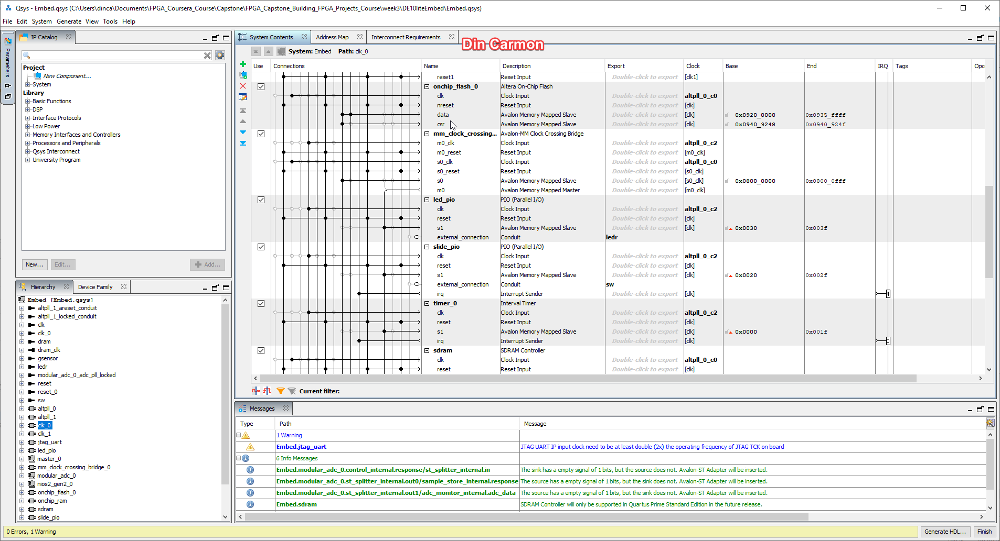 Qsys - Embed.qsys (C:\Users\dinca\Documents\FPGA_Coursera_Course\Capstone\FPGA_Capstone_Building_FPGA_Projects_Course\week3\DE10liteEmbed\Embed.qsys)
File Edit System Generate View Tools Help
Parameters
IP Catalog
Project
New Component...
System
Library
Basic Functions
DSP
Interface Protocols
Low Power
Memory Interfaces and Controllers
Processors and Peripherals
Qsys Interconnect
University Program
New... Edit... Add...
Hierarchy Device Family
Embed [Embed.qsys]
altpll_1_areset_conduit
altpll_1_locked_conduit
clk
clk_0
dram
dram_clk
gsensor
ledr
modular_adc_0_adc_pll_locked
reset
reset_0
sw
altpll_0
altpll_1
clk_0
clk_1
jtag_uart
led_pio
master_0
mm_clock_crossing_bridge_0
modular_adc_0
nios2_gen2_0
onchip_flash_0
onchip_ram
sdram
slide_pio
System Contents Address Map Interconnect Requirements
Din Carmon
System: Embed Path: clk_0
Use Connections Name Description Export Clock Base End IRQ Tags Opc
reset1 Reset Input Double-click to export [clk1]
onchip_flash_0 Altera On-Chip Flash
clk Clock Input Double-click to export altpll_0_c0
nreset Reset Input Double-click to export [clk]
data Avalon Memory Mapped Slave Double-click to export [clk] 0x0920_0000 0x0935_ffff
csr Avalon Memory Mapped Slave Double-click to export [clk] 0x0940_9248 0x0940_924f
mm_clock_crossing... Avalon-MM Clock Crossing Bridge
m0_clk Clock Input Double-click to export altpll_0_c2
m0_reset Reset Input Double-click to export [m0_clk]
s0_clk Clock Input Double-click to export altpll_0_c0
s0_reset Reset Input Double-click to export [s0_clk]
s0 Avalon Memory Mapped Slave Double-click to export [s0_clk] 0x0800_0000 0x0800_0fff
m0 Avalon Memory Mapped Master Double-click to export [m0_clk]
led_pio PIO (Parallel I/O)
clk Clock Input Double-click to export altpll_0_c2
reset Reset Input Double-click to export [clk]
s1 Avalon Memory Mapped Slave Double-click to export [clk] 0x0030 0x003f
external_connection Conduit ledr
slide_pio PIO (Parallel I/O)
clk Clock Input Double-click to export altpll_0_c2
reset Reset Input Double-click to export [clk]
s1 Avalon Memory Mapped Slave Double-click to export [clk] 0x0020 0x002f
external_connection Conduit sw
irq Interrupt Sender Double-click to export [clk] 4
timer_0 Interval Timer
clk Clock Input Double-click to export altpll_0_c2
reset Reset Input Double-click to export [clk]
s1 Avalon Memory Mapped Slave Double-click to export [clk] 0x0000 0x001f
irq Interrupt Sender Double-click to export [clk] 0
sdram SDRAM Controller
clk Clock Input Double-click to export altpll_0_c0
reset Reset Input Double-click to export [clk]
Current filter:
Messages
Type Path Message
1 Warning
Embed.jtag_uart JTAG UART IP input clock need to be at least double (2x) the operating frequency of JTAG TCK on board
6 Info Messages
Embed.modular_adc_0.control_internal.response/st_splitter_internal.in The sink has a empty signal of 1 bits, but the source does not. Avalon-ST Adapter will be inserted.
Embed.modular_adc_0.st_splitter_internal.out0/sample_store_internal.response The source has a empty signal of 1 bits, but the sink does not. Avalon-ST Adapter will be inserted.
Embed.modular_adc_0.st_splitter_internal.out1/adc_monitor_internal.adc_data The source has a empty signal of 1 bits, but the sink does not. Avalon-ST Adapter will be inserted.
Embed.sdram SDRAM Controller will only be supported in Quartus Prime Standard Edition in the future release.
0 Errors, 1 Warning
Generate HDL... Finish